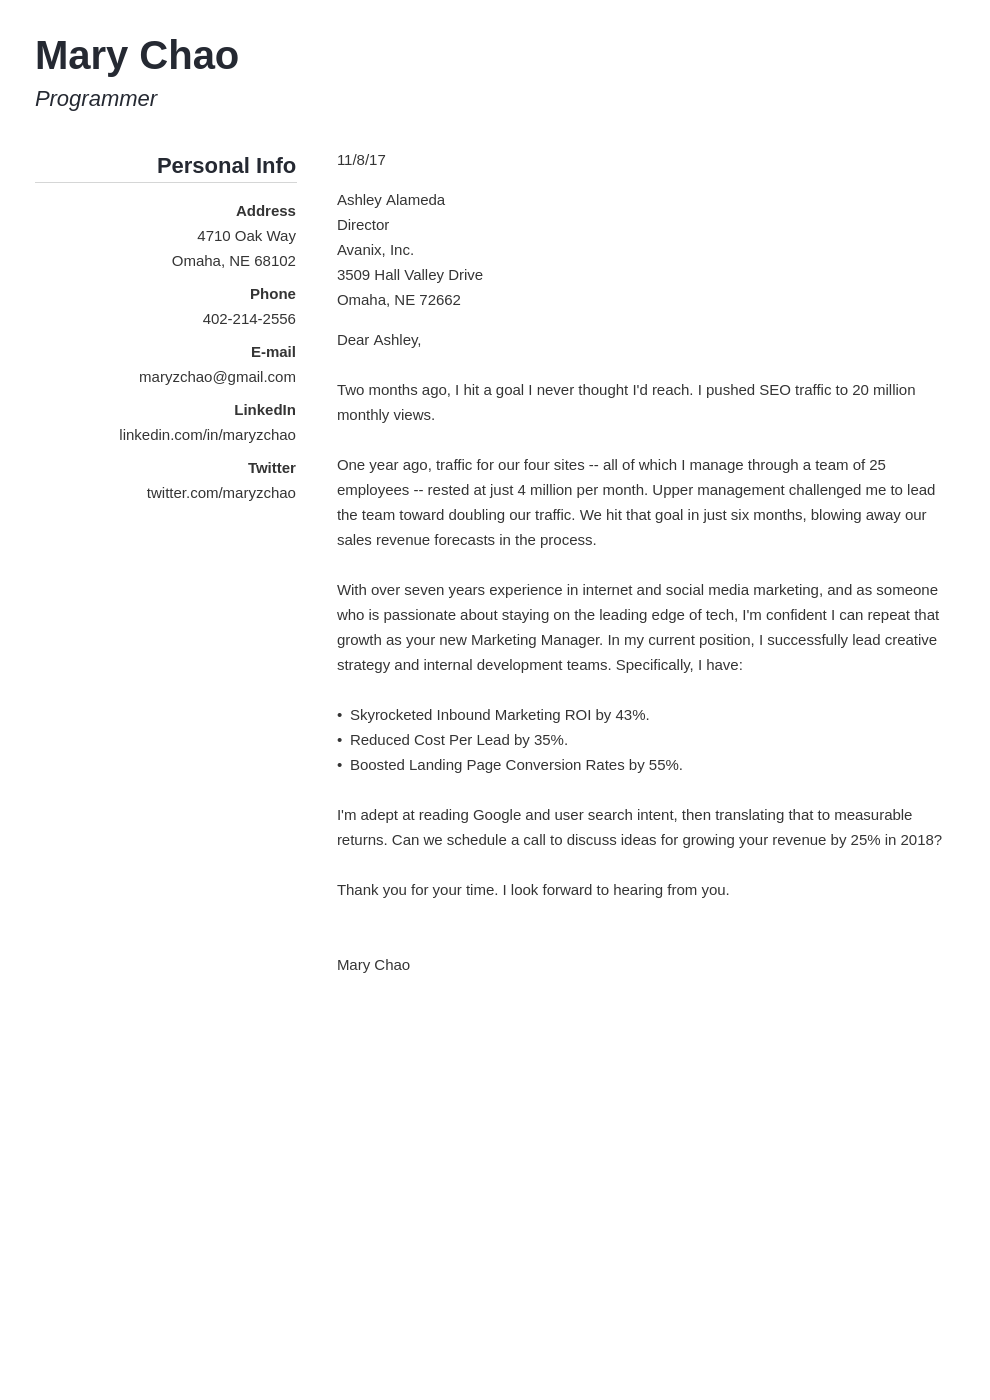 Mary Chao
Programmer
Personal Info
Address
4710 Oak Way
Omaha, NE 68102
Phone
402-214-2556
E-mail
maryzchao@gmail.com
LinkedIn
linkedin.com/in/maryzchao
Twitter
twitter.com/maryzchao
11/8/17
Ashley Alameda
Director
Avanix, Inc.
3509 Hall Valley Drive
Omaha, NE 72662
Dear Ashley,
Two months ago, I hit a goal I never thought I'd reach. I pushed SEO traffic to 20 million
monthly views.
One year ago, traffic for our four sites -- all of which I manage through a team of 25
employees -- rested at just 4 million per month. Upper management challenged me to lead
the team toward doubling our traffic. We hit that goal in just six months, blowing away our
sales revenue forecasts in the process.
With over seven years experience in internet and social media marketing, and as someone
who is passionate about staying on the leading edge of tech, I'm confident I can repeat that
growth as your new Marketing Manager. In my current position, I successfully lead creative
strategy and internal development teams. Specifically, I have:
• Skyrocketed Inbound Marketing ROI by 43%.
• Reduced Cost Per Lead by 35%.
• Boosted Landing Page Conversion Rates by 55%.
I'm adept at reading Google and user search intent, then translating that to measurable
returns. Can we schedule a call to discuss ideas for growing your revenue by 25% in 2018?
Thank you for your time. I look forward to hearing from you.
Mary Chao